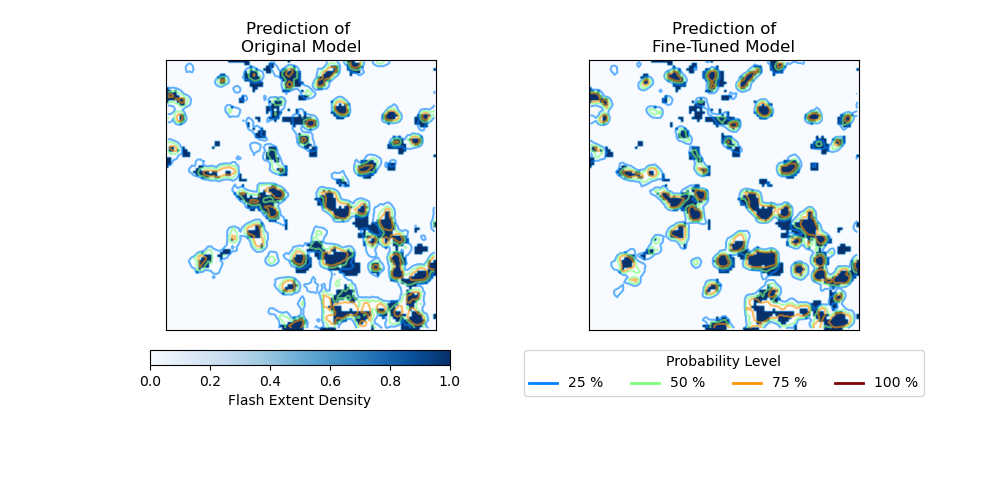 Prediction of
Original Model
Prediction of
Fine-Tuned Model
0.0 0.2 0.4 0.6 0.8 1.0
Flash Extent Density
Probability Level
25 % 50 % 75 % 100 %